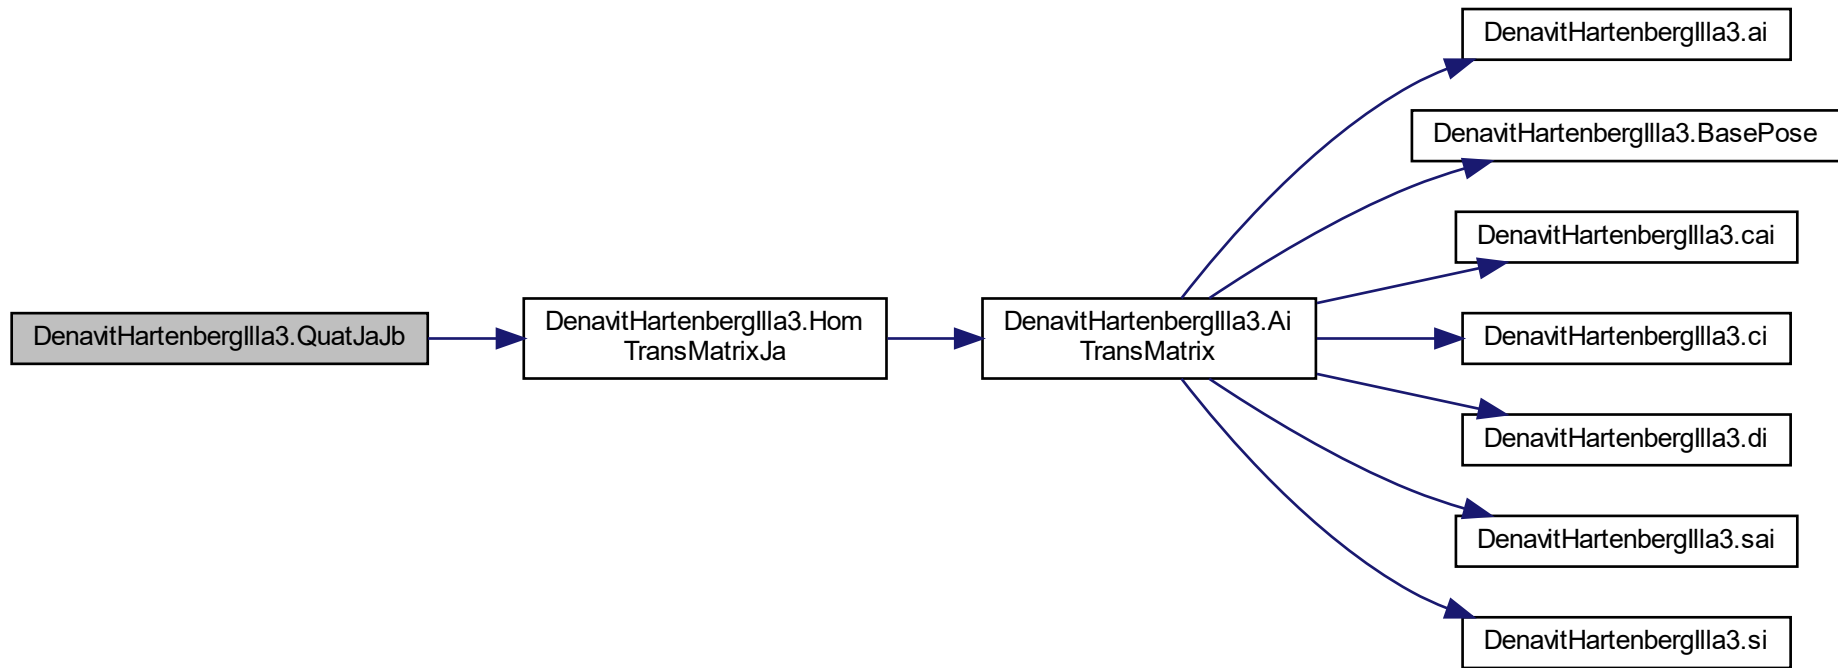 DenavitHartenbergIlla3.QuatJaJb
DenavitHartenbergIlla3.Hom
TransMatrixJa
DenavitHartenbergIlla3.Ai
TransMatrix
DenavitHartenbergIlla3.ai
DenavitHartenbergIlla3.BasePose
DenavitHartenbergIlla3.cai
DenavitHartenbergIlla3.ci
DenavitHartenbergIlla3.di
DenavitHartenbergIlla3.sai
DenavitHartenbergIlla3.si